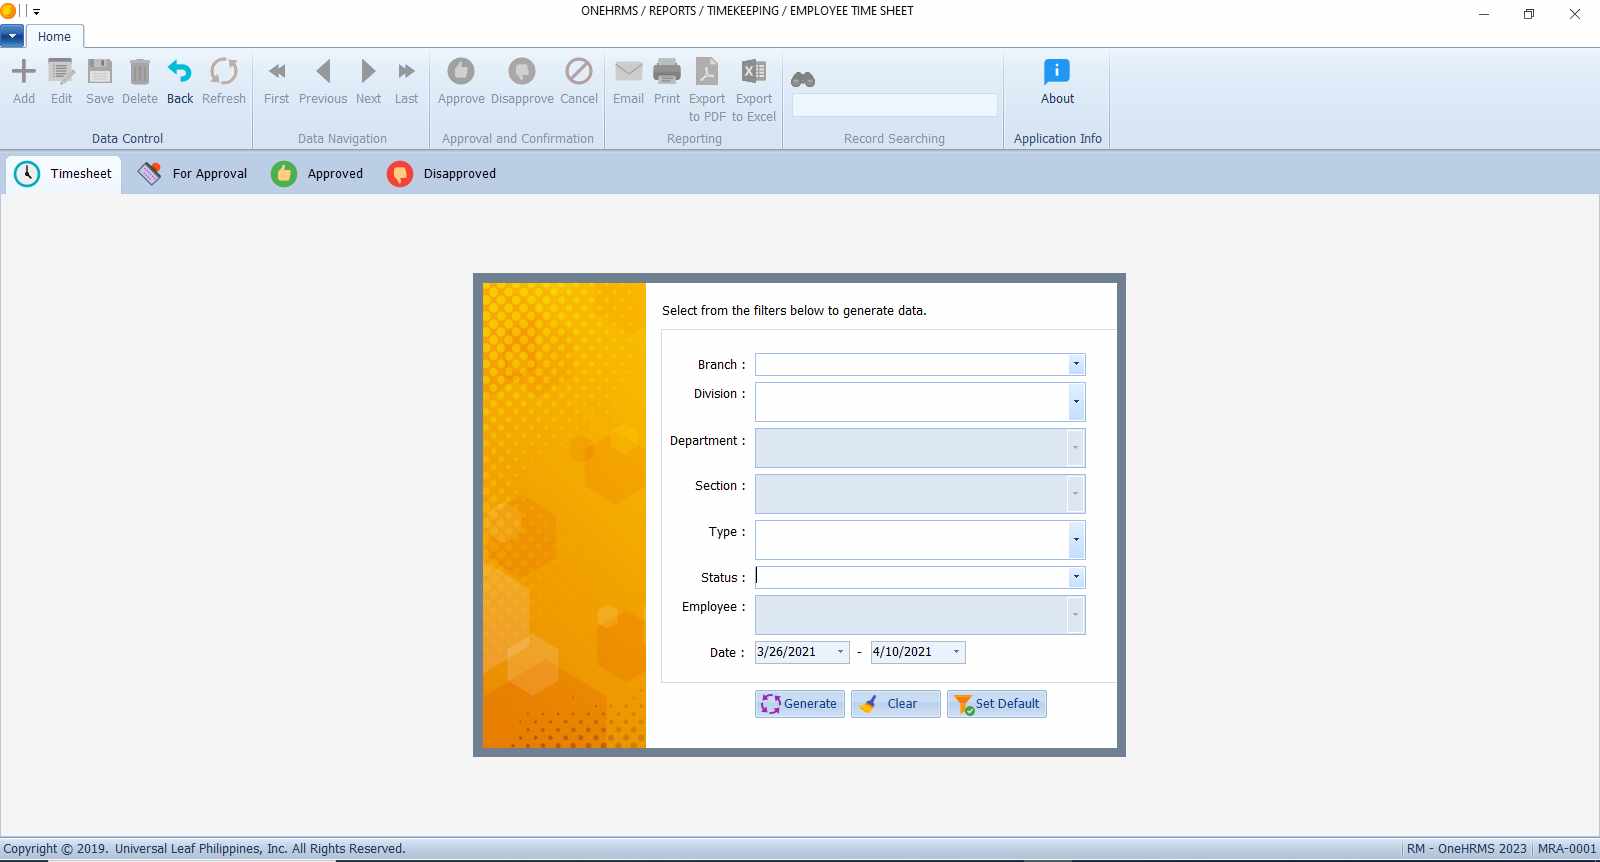 ONEHRMS / REPORTS / TIMEKEEPING / EMPLOYEE TIME SHEET
Home
Add Edit Save Delete Back Refresh
Data Control
First Previous Next Last
Data Navigation
Approve Disapprove Cancel
Approval and Confirmation
Email Print Export to PDF Export to Excel
Reporting
Record Searching
About
Application Info
Timesheet For Approval Approved Disapproved
Select from the filters below to generate data.
Branch :
Division :
Department :
Section :
Type :
Status :
Employee :
Date : 3/26/2021 - 4/10/2021
Generate Clear Set Default
Copyright © 2019. Universal Leaf Philippines, Inc. All Rights Reserved. RM - OneHRMS 2023 MRA-0001